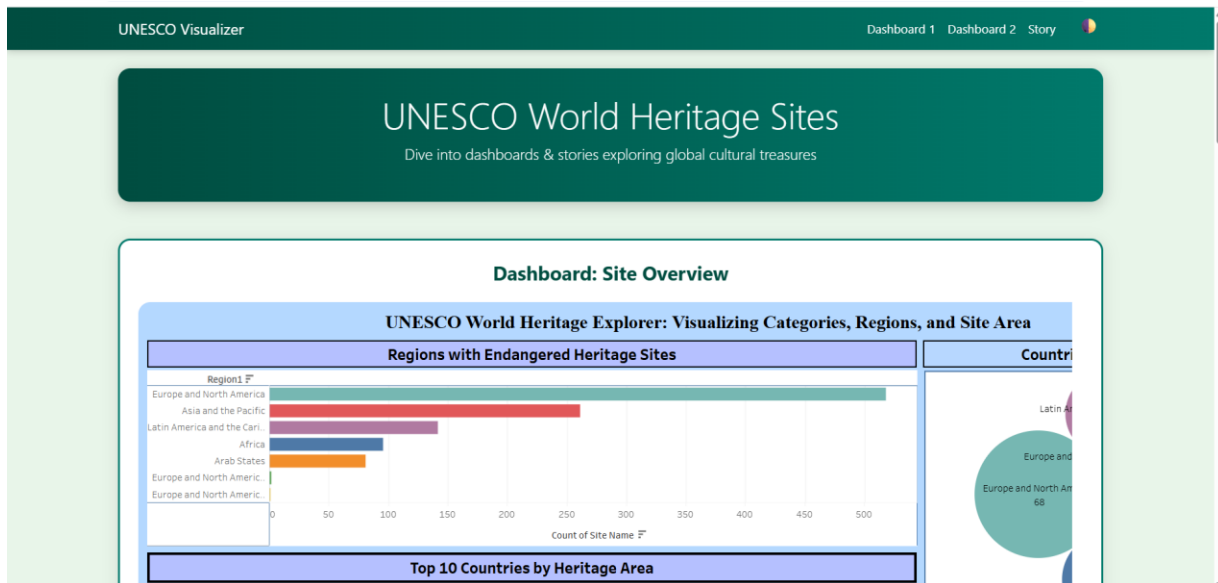 UNESCO Visualizer
Dashboard 1 Dashboard 2 Story
UNESCO World Heritage Sites
Dive into dashboards & stories exploring global cultural treasures
Dashboard: Site Overview
UNESCO World Heritage Explorer: Visualizing Categories, Regions, and Site Area
Regions with Endangered Heritage Sites
Region1
Europe and North America
Asia and the Pacific
Latin America and the Cari..
Africa
Arab States
Europe and North Americ..
Europe and North Americ..
0 50 100 150 200 250 300 350 400 450 500
Count of Site Name
Top 10 Countries by Heritage Area
Countri
Latin A
Europe and
Europe and North Am
68